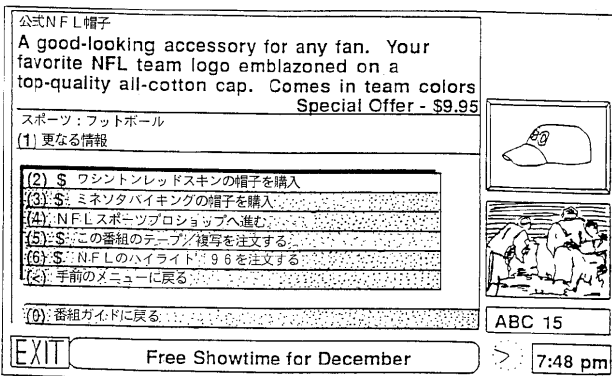 公式NFL帽子
A good-looking accessory for any fan. Your
favorite NFL team logo emblazoned on a
top-quality all-cotton cap. Comes in team colors
Special Offer - $9.95
スポーツ：フットボール
(1) 更なる情報
(2) $ ワシントンレッドスキンの帽子を購入
(3) $ ミネソタバイキングの帽子を購入
(4) NFLスポーツプロショップへ進む
(5) $ この番組のテープ／複写を注文する
(6) $ NFLのハイライト '96を注文する
(<) 手前のメニューに戻る
(0) 番組ガイドに戻る
ABC 15
EXIT
Free Showtime for December
7:48 pm